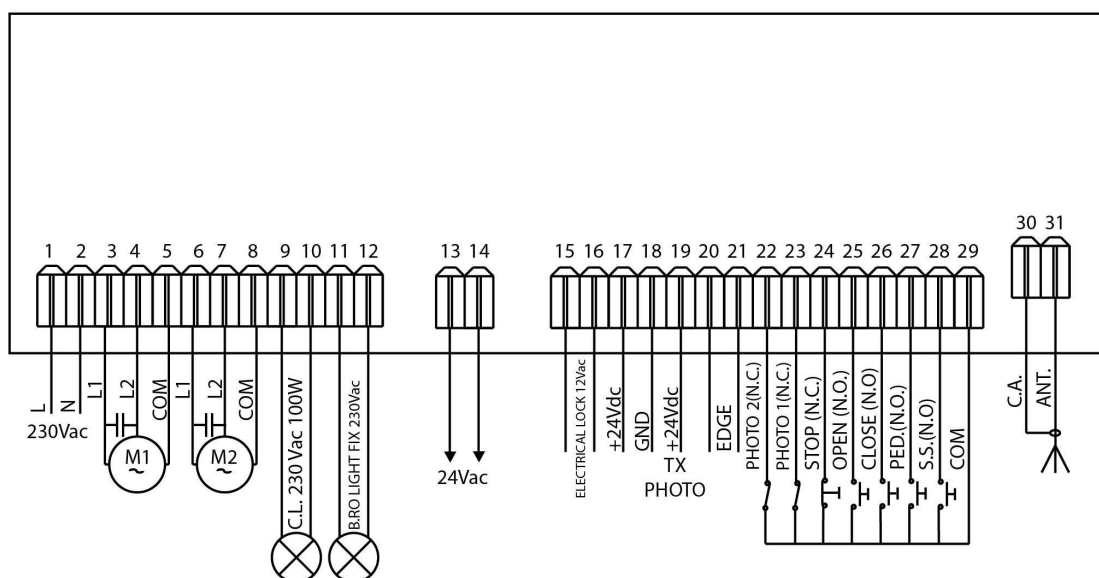 1 2 3 4 5 6 7 8 9 10 11 12
13 14
15 16 17 18 19 20 21 22 23 24 25 26 27 28 29
30 31
L
N
230Vac
L1
L2
COM
L1
L2
COM
M1
~
M2
~
C.L. 230 Vac 100W
B.RO LIGHT FIX 230Vac
24Vac
ELECTRICAL LOCK 12Vac
+24Vdc
GND
+24Vdc
TX
PHOTO
EDGE
PHOTO 2(N.C.)
PHOTO 1(N.C.)
STOP (N.C.)
OPEN (N.O.)
CLOSE (N.O)
PED.(N.O.)
S.S.(N.O)
COM
C.A.
ANT.